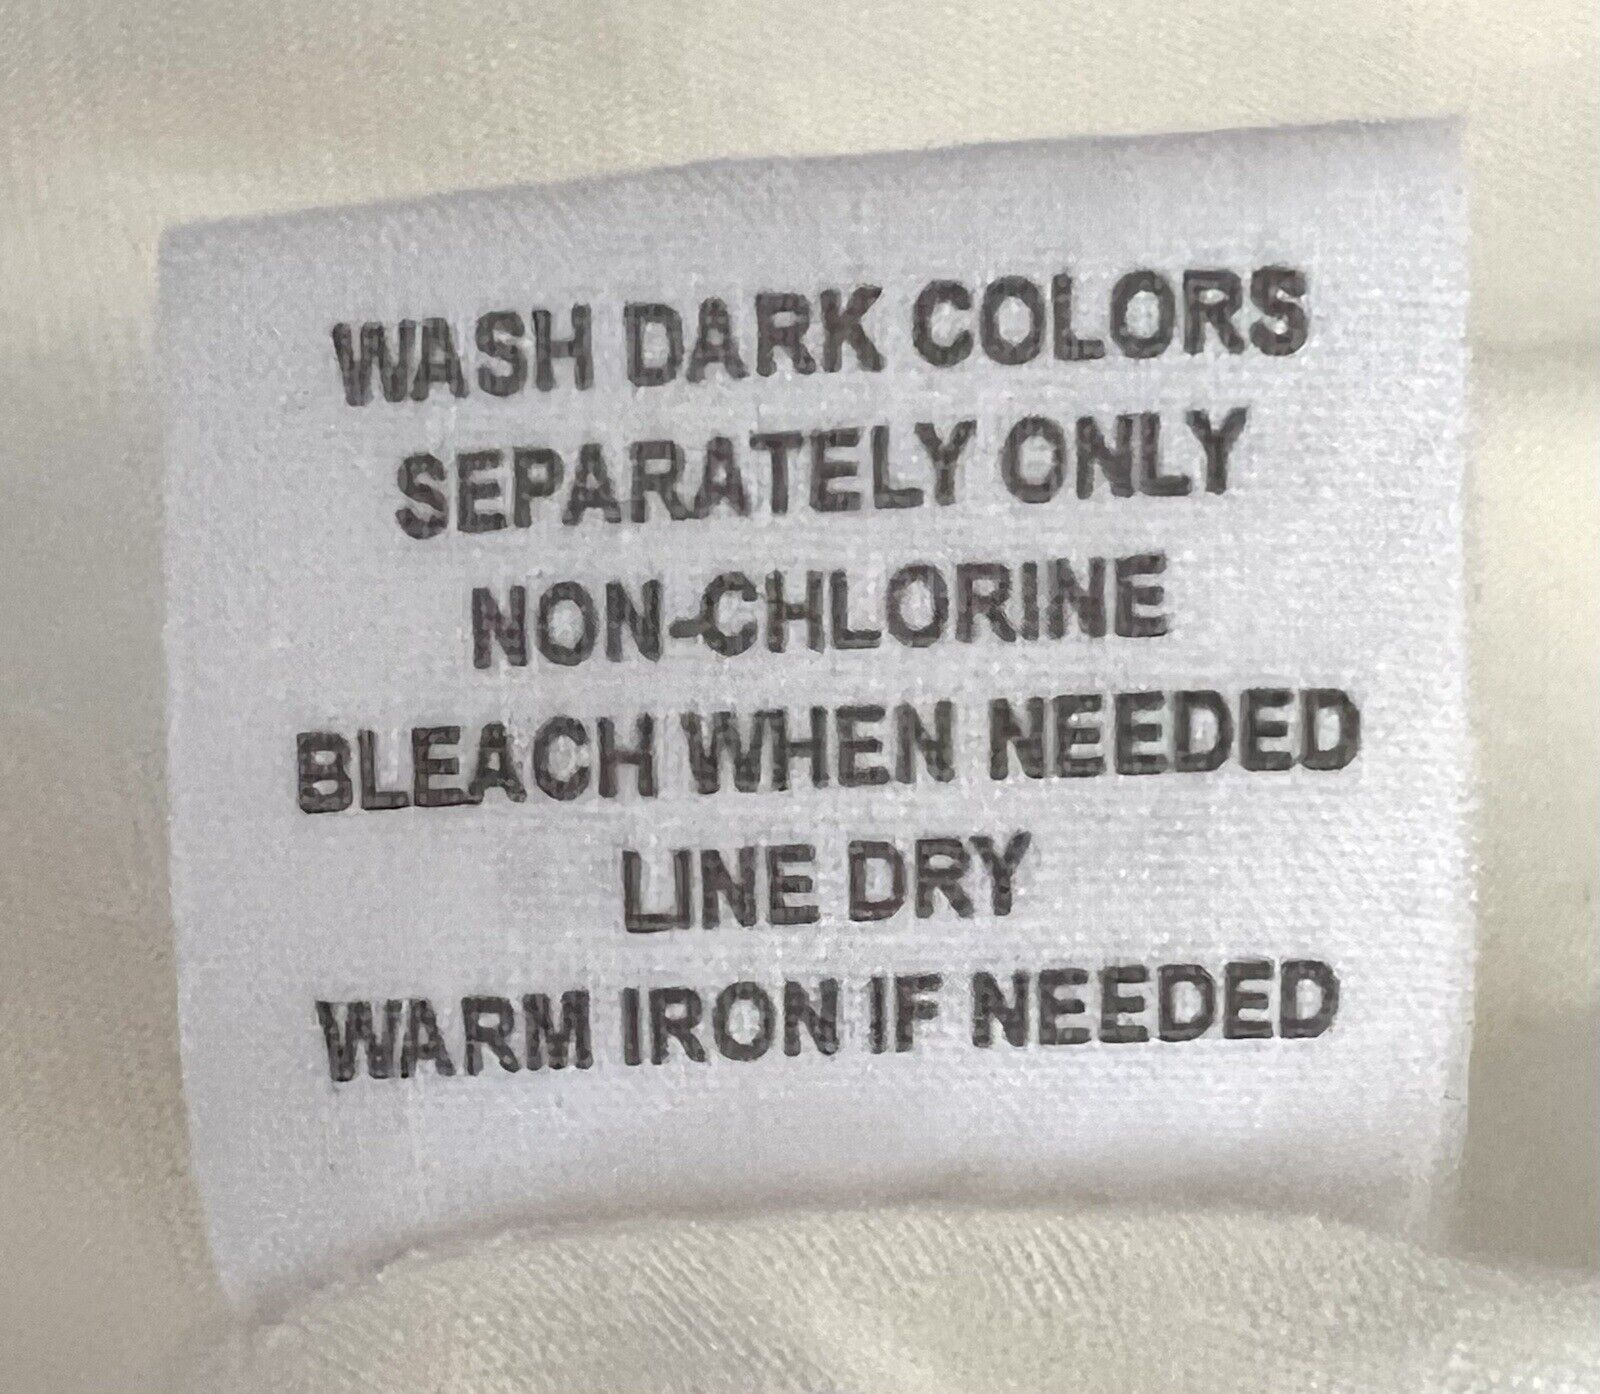 WASH DARK COLORS
SEPARATELY ONLY
NON-CHLORINE
BLEACH WHEN NEEDED
LINE DRY
WARM IRON IF NEEDED